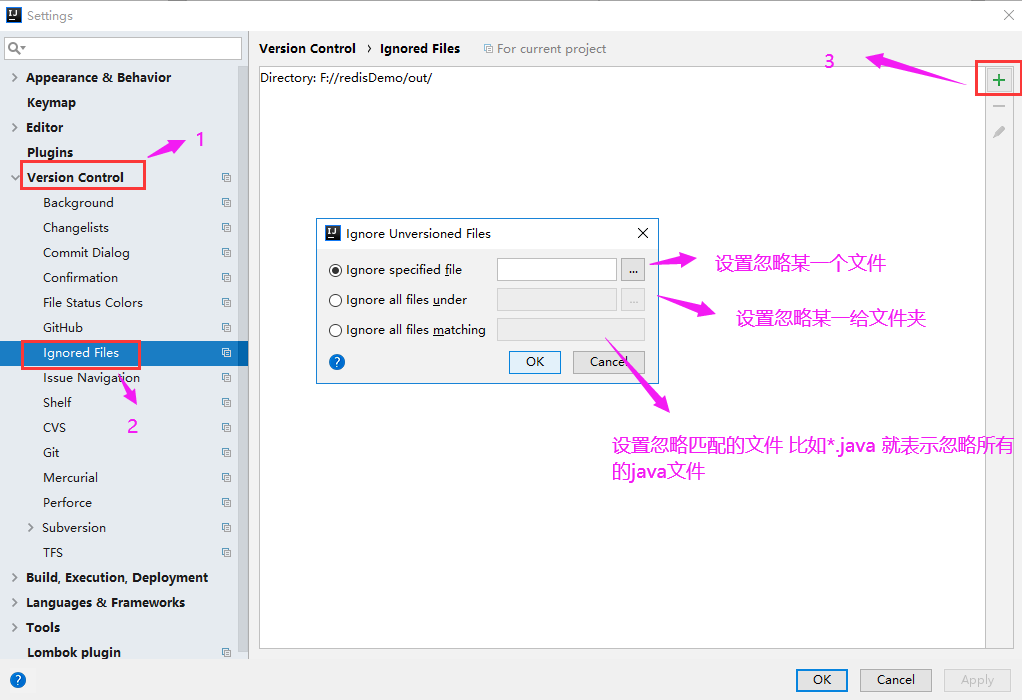 Settings
Version Control › Ignored Files For current project
Directory: F://redisDemo/out/
3
Appearance & Behavior
Keymap
Editor
Plugins
1
Version Control
Background
Changelists
Commit Dialog
Confirmation
File Status Colors
GitHub
Ignored Files
Issue Navigation
2
Shelf
CVS
Git
Mercurial
Perforce
Subversion
TFS
Build, Execution, Deployment
Languages & Frameworks
Tools
Lombok plugin
Ignore Unversioned Files
Ignore specified file ...
Ignore all files under ...
Ignore all files matching
? OK Cancel
设置忽略某一个文件
设置忽略某一给文件夹
设置忽略匹配的文件 比如*.java 就表示忽略所有
的java文件
? OK Cancel Apply